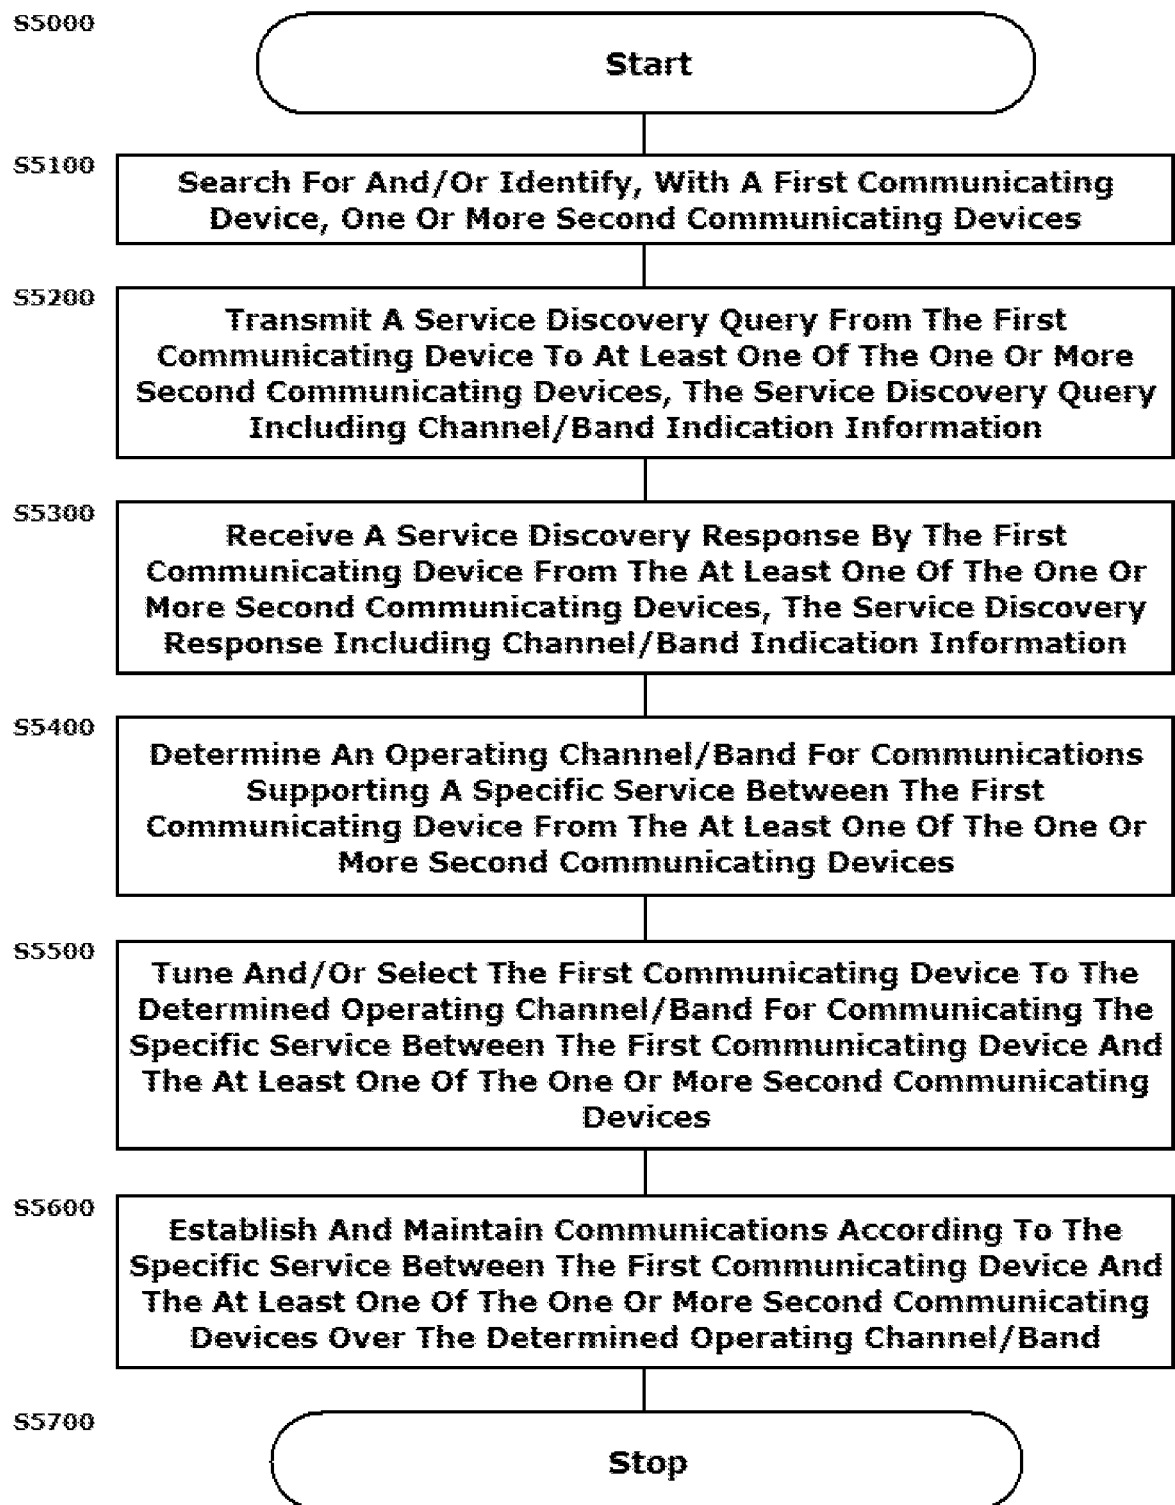 S5000
Start
S5100
Search For And/Or Identify, With A First Communicating
Device, One Or More Second Communicating Devices
S5200
Transmit A Service Discovery Query From The First
Communicating Device To At Least One Of The One Or More
Second Communicating Devices, The Service Discovery Query
Including Channel/Band Indication Information
S5300
Receive A Service Discovery Response By The First
Communicating Device From The At Least One Of The One Or
More Second Communicating Devices, The Service Discovery
Response Including Channel/Band Indication Information
S5400
Determine An Operating Channel/Band For Communications
Supporting A Specific Service Between The First
Communicating Device From The At Least One Of The One Or
More Second Communicating Devices
S5500
Tune And/Or Select The First Communicating Device To The
Determined Operating Channel/Band For Communicating The
Specific Service Between The First Communicating Device And
The At Least One Of The One Or More Second Communicating
Devices
S5600
Establish And Maintain Communications According To The
Specific Service Between The First Communicating Device And
The At Least One Of The One Or More Second Communicating
Devices Over The Determined Operating Channel/Band
S5700
Stop